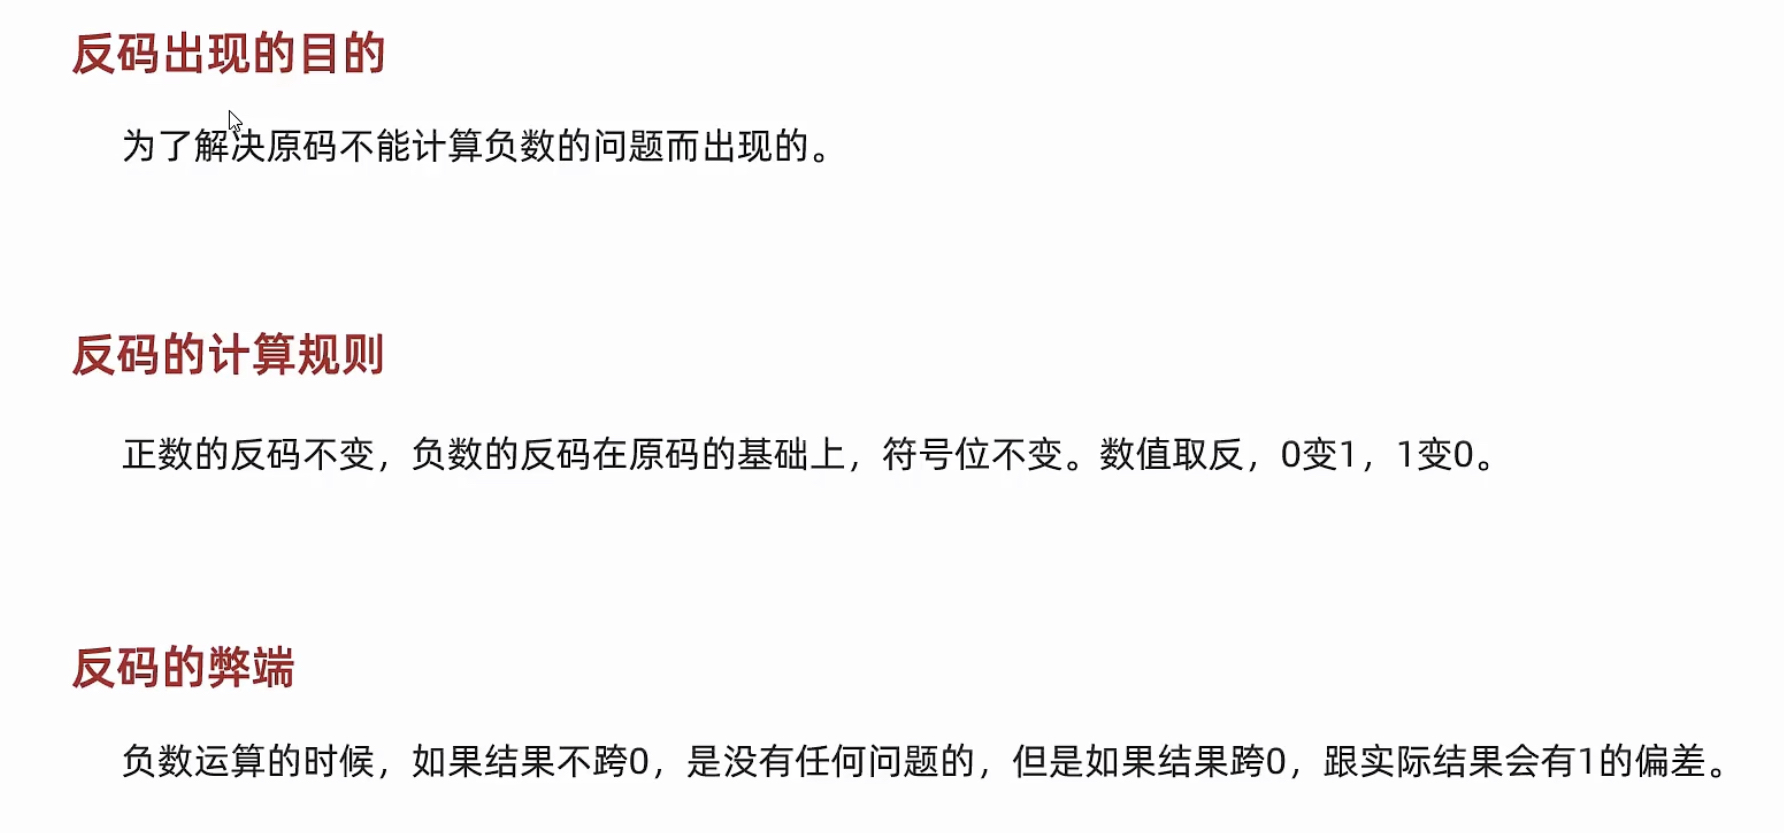 反码出现的目的
为了解决原码不能计算负数的问题而出现的。
反码的计算规则
正数的反码不变，负数的反码在原码的基础上，符号位不变。数值取反，0变1，1变0。
反码的弊端
负数运算的时候，如果结果不跨0，是没有任何问题的，但是如果结果跨0，跟实际结果会有1的偏差。